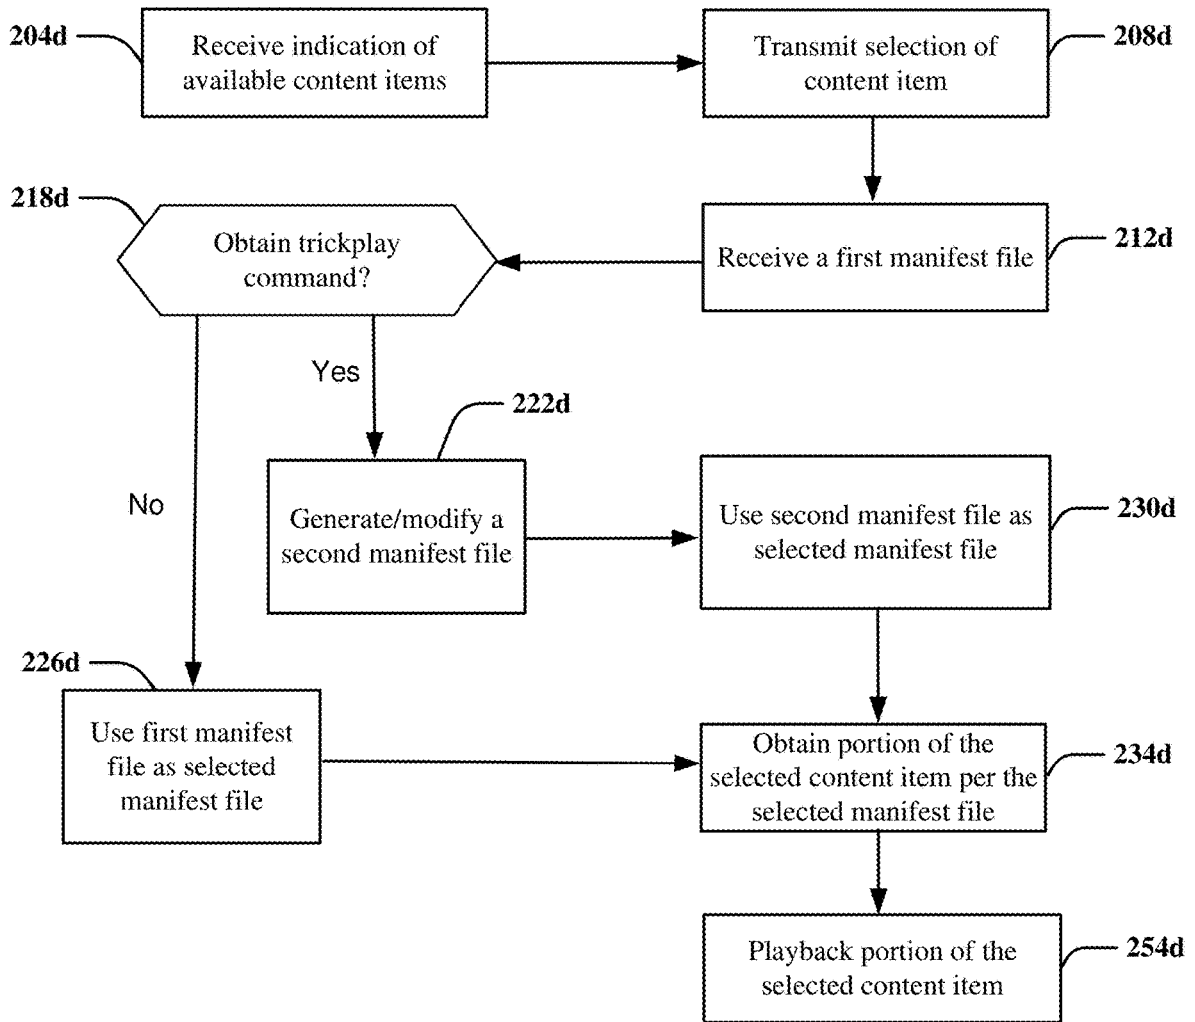 204d
Receive indication of
available content items
Transmit selection of
content item
208d
218d
Obtain trickplay
command?
Receive a first manifest file
212d
Yes
222d
No
Generate/modify a
second manifest file
Use second manifest file as
selected manifest file
230d
226d
Use first manifest
file as selected
manifest file
Obtain portion of the
selected content item per the
selected manifest file
234d
Playback portion of the
selected content item
254d